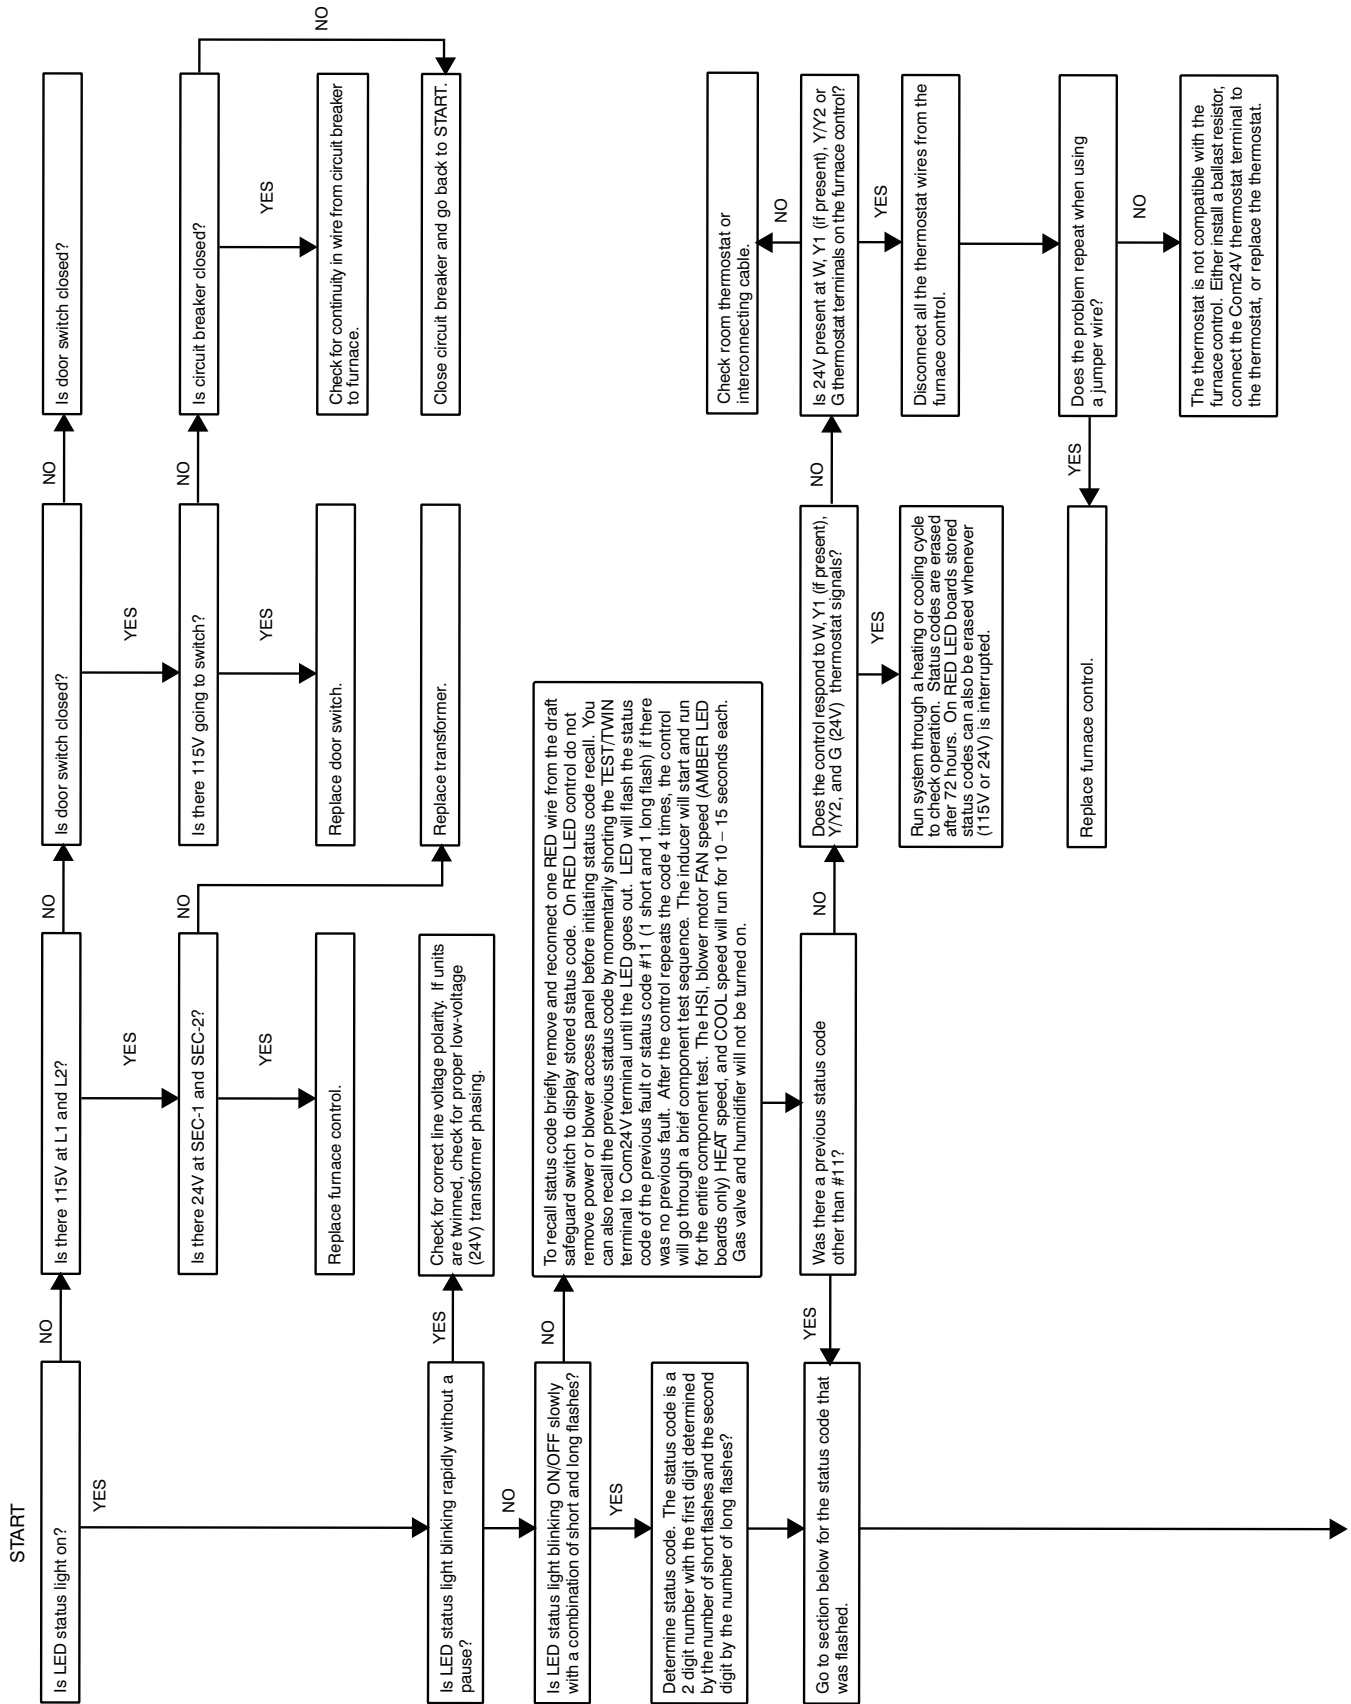 START
Is LED status light on?
NO
YES
Is there 115V at L1 and L2?
NO
YES
Is door switch closed?
NO
YES
Is door switch closed?
Is there 24V at SEC-1 and SEC-2?
NO
YES
Is there 115V going to switch?
NO
YES
Is circuit breaker closed?
NO
YES
Replace furnace control.
Replace door switch.
Check for continuity in wire from circuit breaker
to furnace.
Replace transformer.
Close circuit breaker and go back to START.
Is LED status light blinking rapidly without a
pause?
YES
NO
Check for correct line voltage polarity. If units
are twinned, check for proper low-voltage
(24V) transformer phasing.
Is LED status light blinking ON/OFF slowly
with a combination of short and long flashes?
NO
YES
To recall status code briefly remove and reconnect one RED wire from the draft
safeguard switch to display stored status code. On RED LED control do not
remove power or blower access panel before initiating status code recall. You
can also recall the previous status code by momentarily shorting the TEST/TWIN
terminal to Com24V terminal until the LED goes out. LED will flash the status
code of the previous fault or status code #11 (1 short and 1 long flash) if there
was no previous fault. After the control repeats the code 4 times, the control
will go through a brief component test sequence. The inducer will start and run
for the entire component test. The HSI, blower motor FAN speed (AMBER LED
boards only) HEAT speed, and COOL speed will run for 10 – 15 seconds each.
Gas valve and humidifier will not be turned on.
Determine status code. The status code is a
2 digit number with the first digit determined
by the number of short flashes and the second
digit by the number of long flashes?
Go to section below for the status code that
was flashed.
YES
Was there a previous status code
other than #11?
NO
Does the control respond to W, Y1 (if present),
Y/Y2, and G (24V) thermostat signals?
NO
YES
Is 24V present at W, Y1 (if present), Y/Y2 or
G thermostat terminals on the furnace control?
NO
YES
Check room thermostat or
interconnecting cable.
Run system through a heating or cooling cycle
to check operation. Status codes are erased
after 72 hours. On RED LED boards stored
status codes can also be erased whenever
(115V or 24V) is interrupted.
Disconnect all the thermostat wires from the
furnace control.
Does the problem repeat when using
a jumper wire?
YES
NO
Replace furnace control.
The thermostat is not compatible with the
furnace control. Either install a ballast resistor,
connect the Com24V thermostat terminal to
the thermostat, or replace the thermostat.